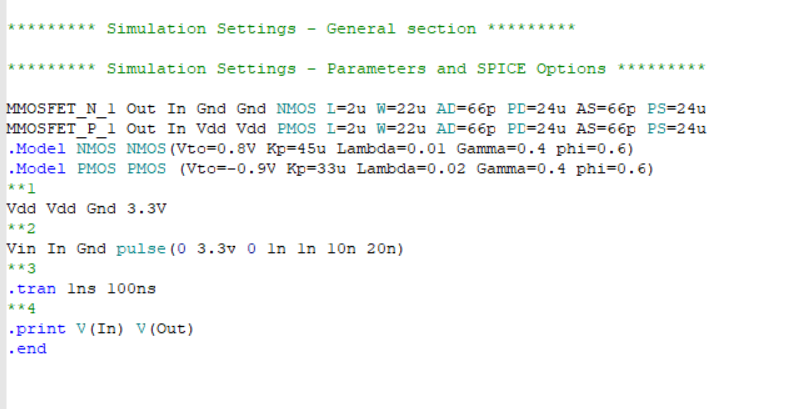 ********* Simulation Settings - General section *********
********* Simulation Settings - Parameters and SPICE Options *********
MMOSFET_N_1 Out In Gnd Gnd NMOS L=2u W=22u AD=66p PD=24u AS=66p PS=24u
MMOSFET_P_1 Out In Vdd Vdd PMOS L=2u W=22u AD=66p PD=24u AS=66p PS=24u
.Model NMOS NMOS(Vto=0.8V Kp=45u Lambda=0.01 Gamma=0.4 phi=0.6)
.Model PMOS PMOS (Vto=-0.9V Kp=33u Lambda=0.02 Gamma=0.4 phi=0.6)
**1
Vdd Vdd Gnd 3.3V
**2
Vin In Gnd pulse(0 3.3v 0 1n 1n 10n 20n)
**3
.tran 1ns 100ns
**4
.print V(In) V(Out)
.end